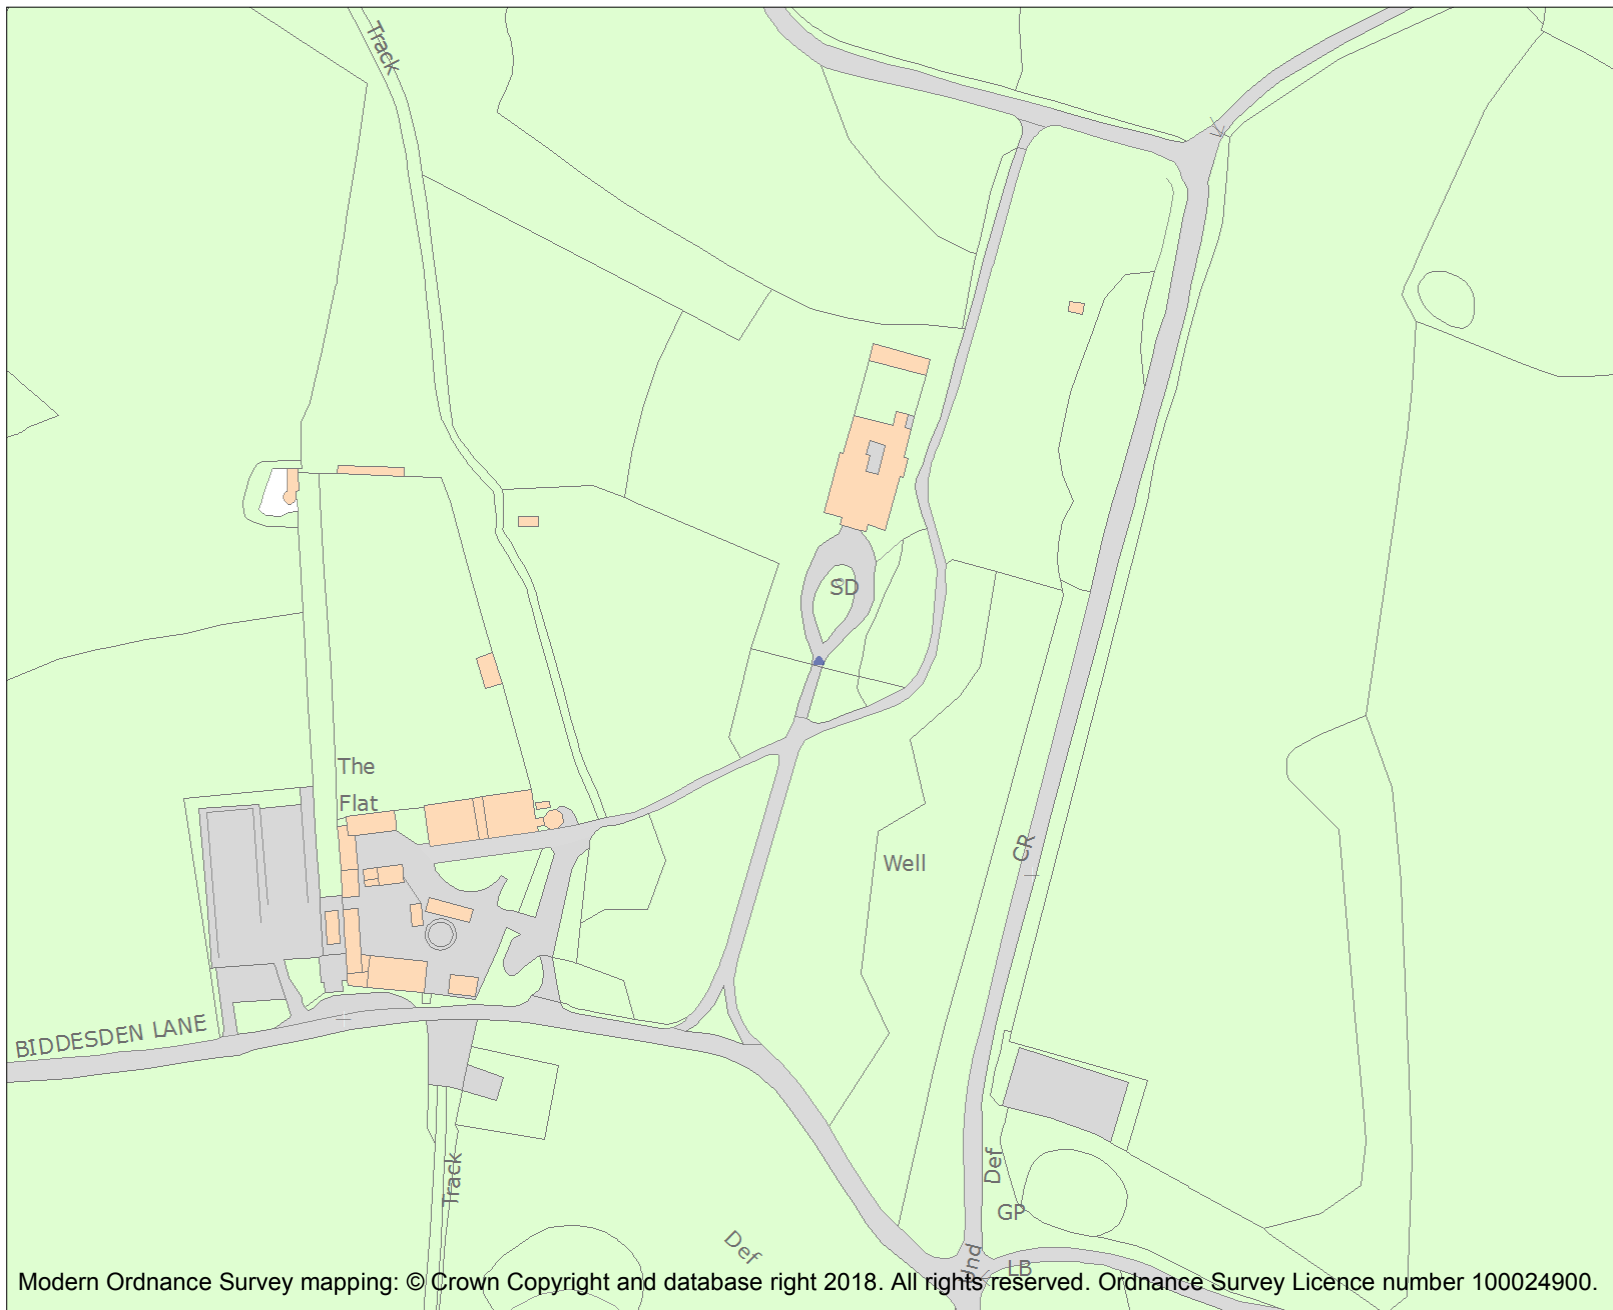 Track
SD
The
Flat
Well
CR
BIDDESDEN LANE
Track
Def
GP
Def
Und
LB
Modern Ordnance Survey mapping: © Crown Copyright and database right 2018. All rights reserved. Ordnance Survey Licence number 100024900.